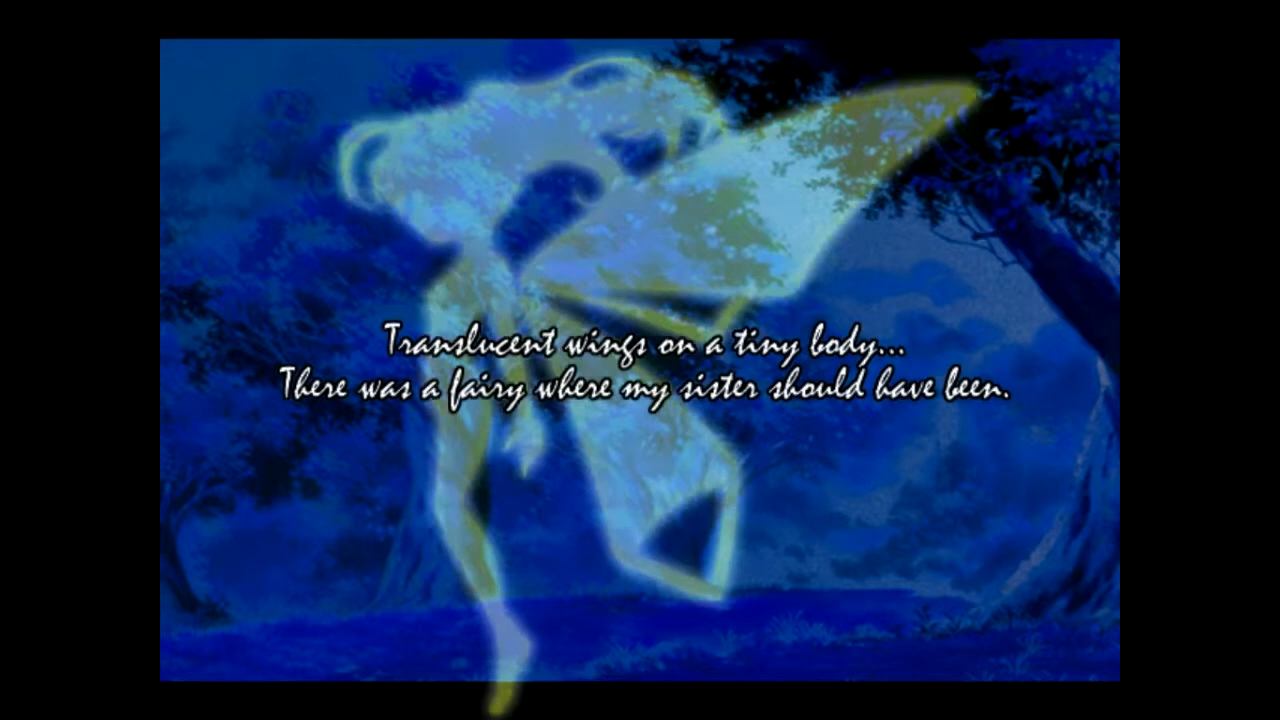 Translucent wings on a tiny body...
There was a fairy where my sister should have been.